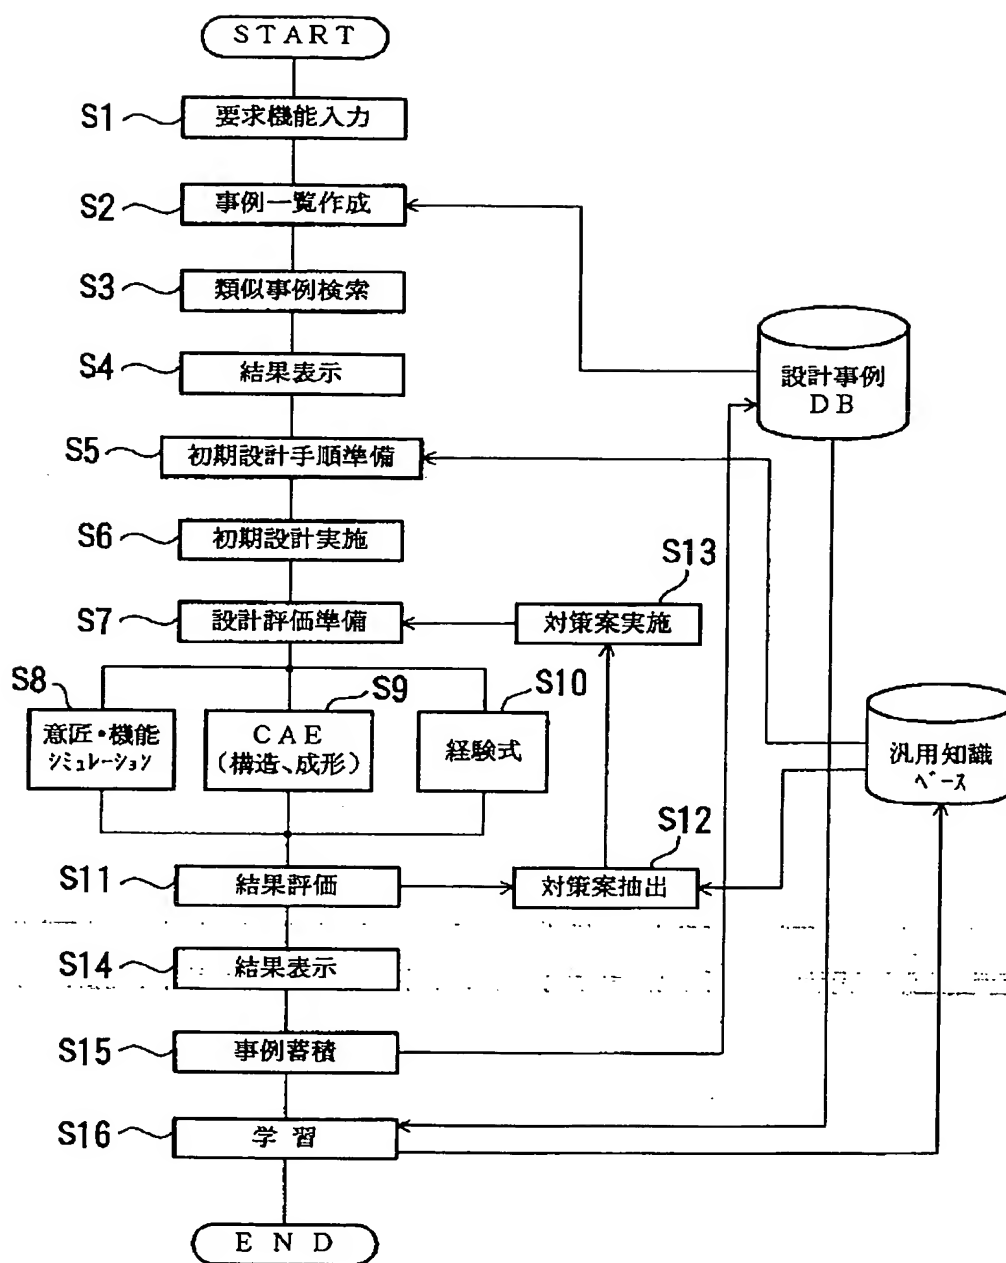 START
S1
要求機能入力
S2
事例一覧作成
S3
類似事例検索
S4
結果表示
設計事例
DB
S5
初期設計手順準備
S6
初期設計実施
S13
S7
設計評価準備
対策案実施
S8
意匠・機能
シミュレーション
S9
CAE
(構造、成形)
S10
経験式
汎用知識
ベース
S12
S11
結果評価
対策案抽出
S14
結果表示
S15
事例蓄積
S16
学習
END